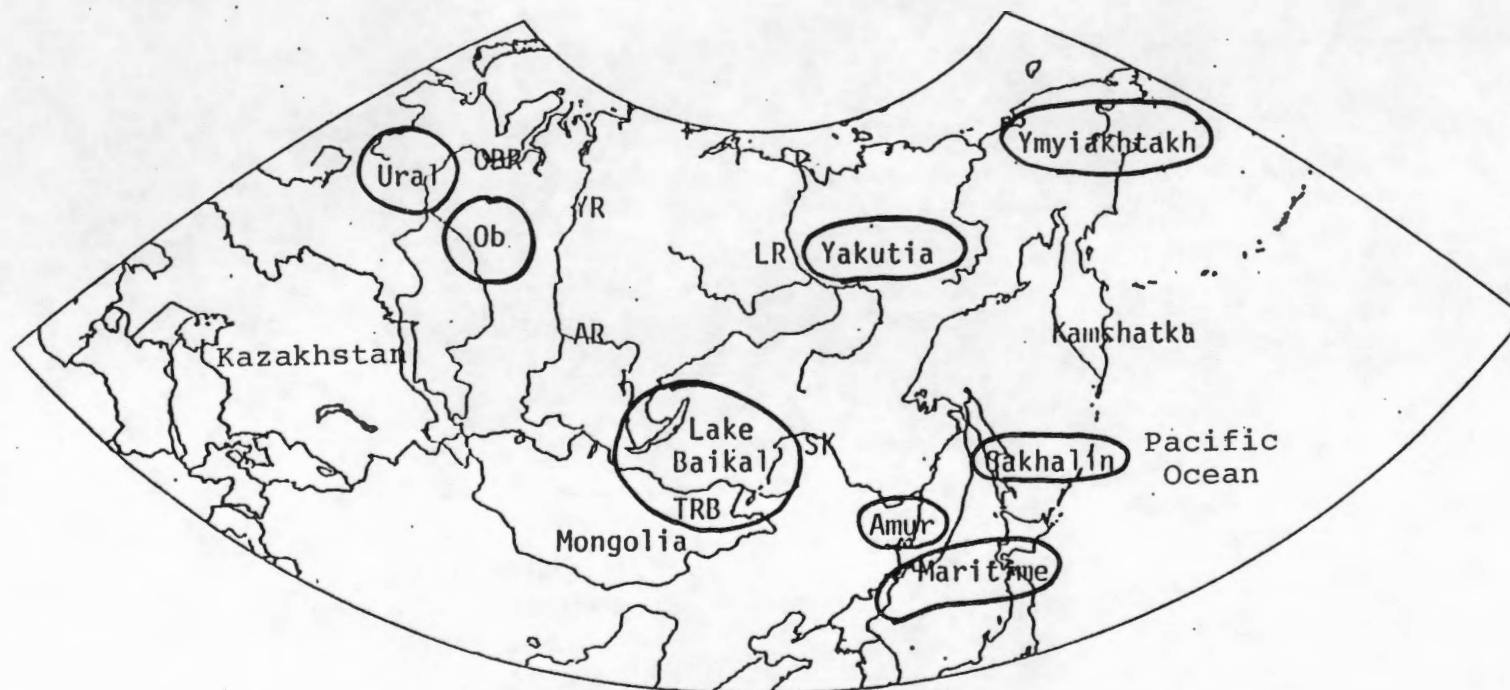 Ymyiakhtakh
Ural
OBR
YR
Ob
LR
Yakutia
AR
Kamchatka
Kazakhstan
Lake
Baikal
SK
Sakhalin
Pacific
Ocean
TRB
Amur
Mongolia
Maritime